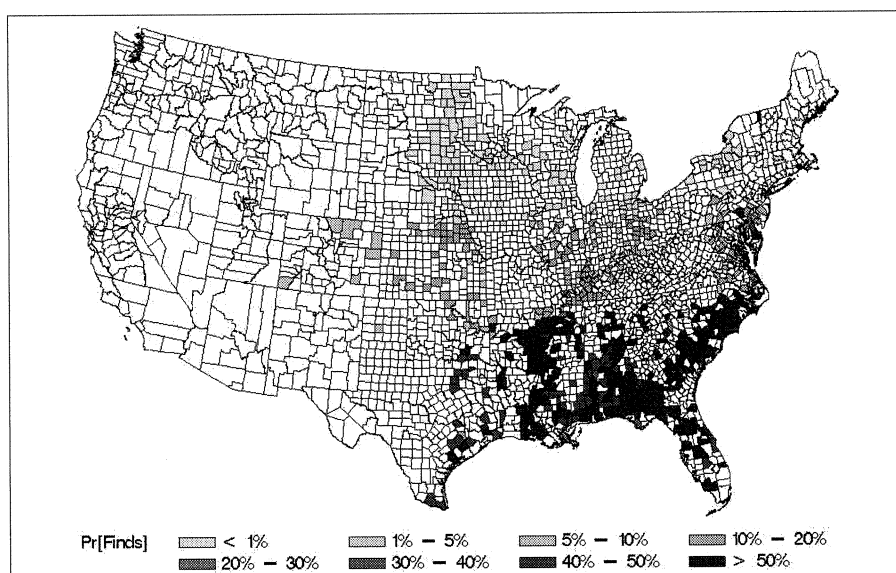 Pr[Finds] < 1% 1% – 5% 5% – 10% 10% – 20%
20% – 30% 30% – 40% 40% – 50% > 50%